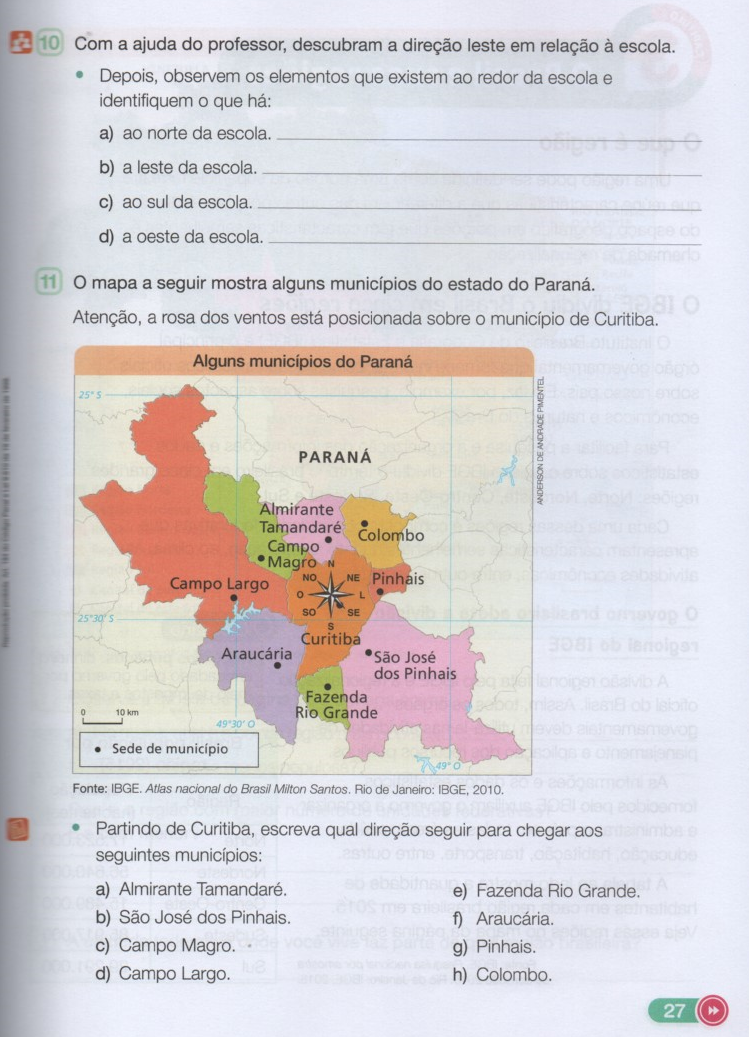 10 Com a ajuda do professor, descubram a direção leste em relação à escola.
• Depois, observem os elementos que existem ao redor da escola e
identifiquem o que há:
a) ao norte da escola.
b) a leste da escola.
c) ao sul da escola.
d) a oeste da escola.
11 O mapa a seguir mostra alguns municípios do estado do Paraná.
Atenção, a rosa dos ventos está posicionada sobre o município de Curitiba.
Alguns municípios do Paraná
25° S
PARANÁ
ANDERSON DE ANDRADE PIMENTEL
Almirante
Tamandaré
Colombo
Campo
Magro
N
NO NE
Campo Largo
Pinhais
O L
SO SE
S
25°30' S
Curitiba
Araucária
São José
dos Pinhais
Fazenda
Rio Grande
0 10 km
49°30' O
49° O
• Sede de município
Fonte: IBGE. Atlas nacional do Brasil Milton Santos. Rio de Janeiro: IBGE, 2010.
• Partindo de Curitiba, escreva qual direção seguir para chegar aos
seguintes municípios:
a) Almirante Tamandaré.
b) São José dos Pinhais.
c) Campo Magro.
d) Campo Largo.
e) Fazenda Rio Grande.
f) Araucária.
g) Pinhais.
h) Colombo.
27